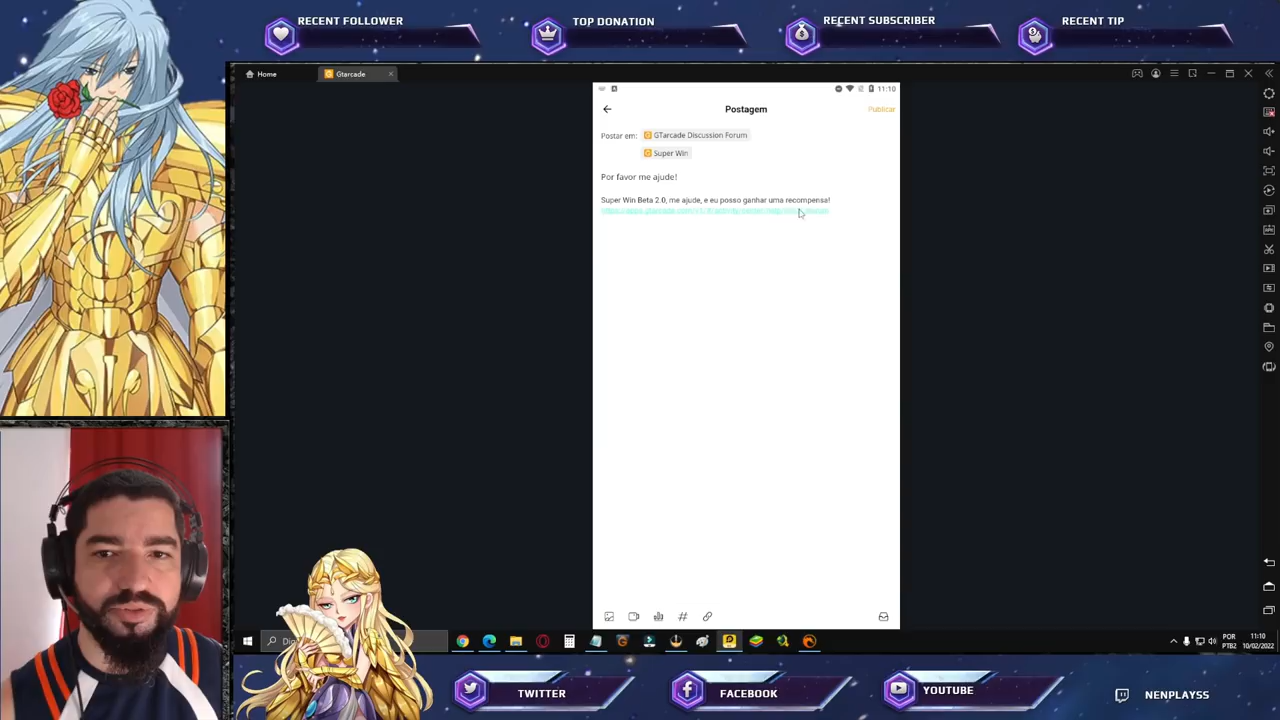 RECENT FOLLOWER
TOP DONATION
RECENT SUBSCRIBER
RECENT TIP
Home
Gtarcade
11:10
Postagem
Publicar
Postar em:
GTarcade Discussion Forum
Super Win
Por favor me ajude!
Super Win Beta 2.0, me ajude, e eu posso ganhar uma recompensa!
POR
PTB2
11:10
10/02/2022
TWITTER
FACEBOOK
YOUTUBE
NENPLAYSS